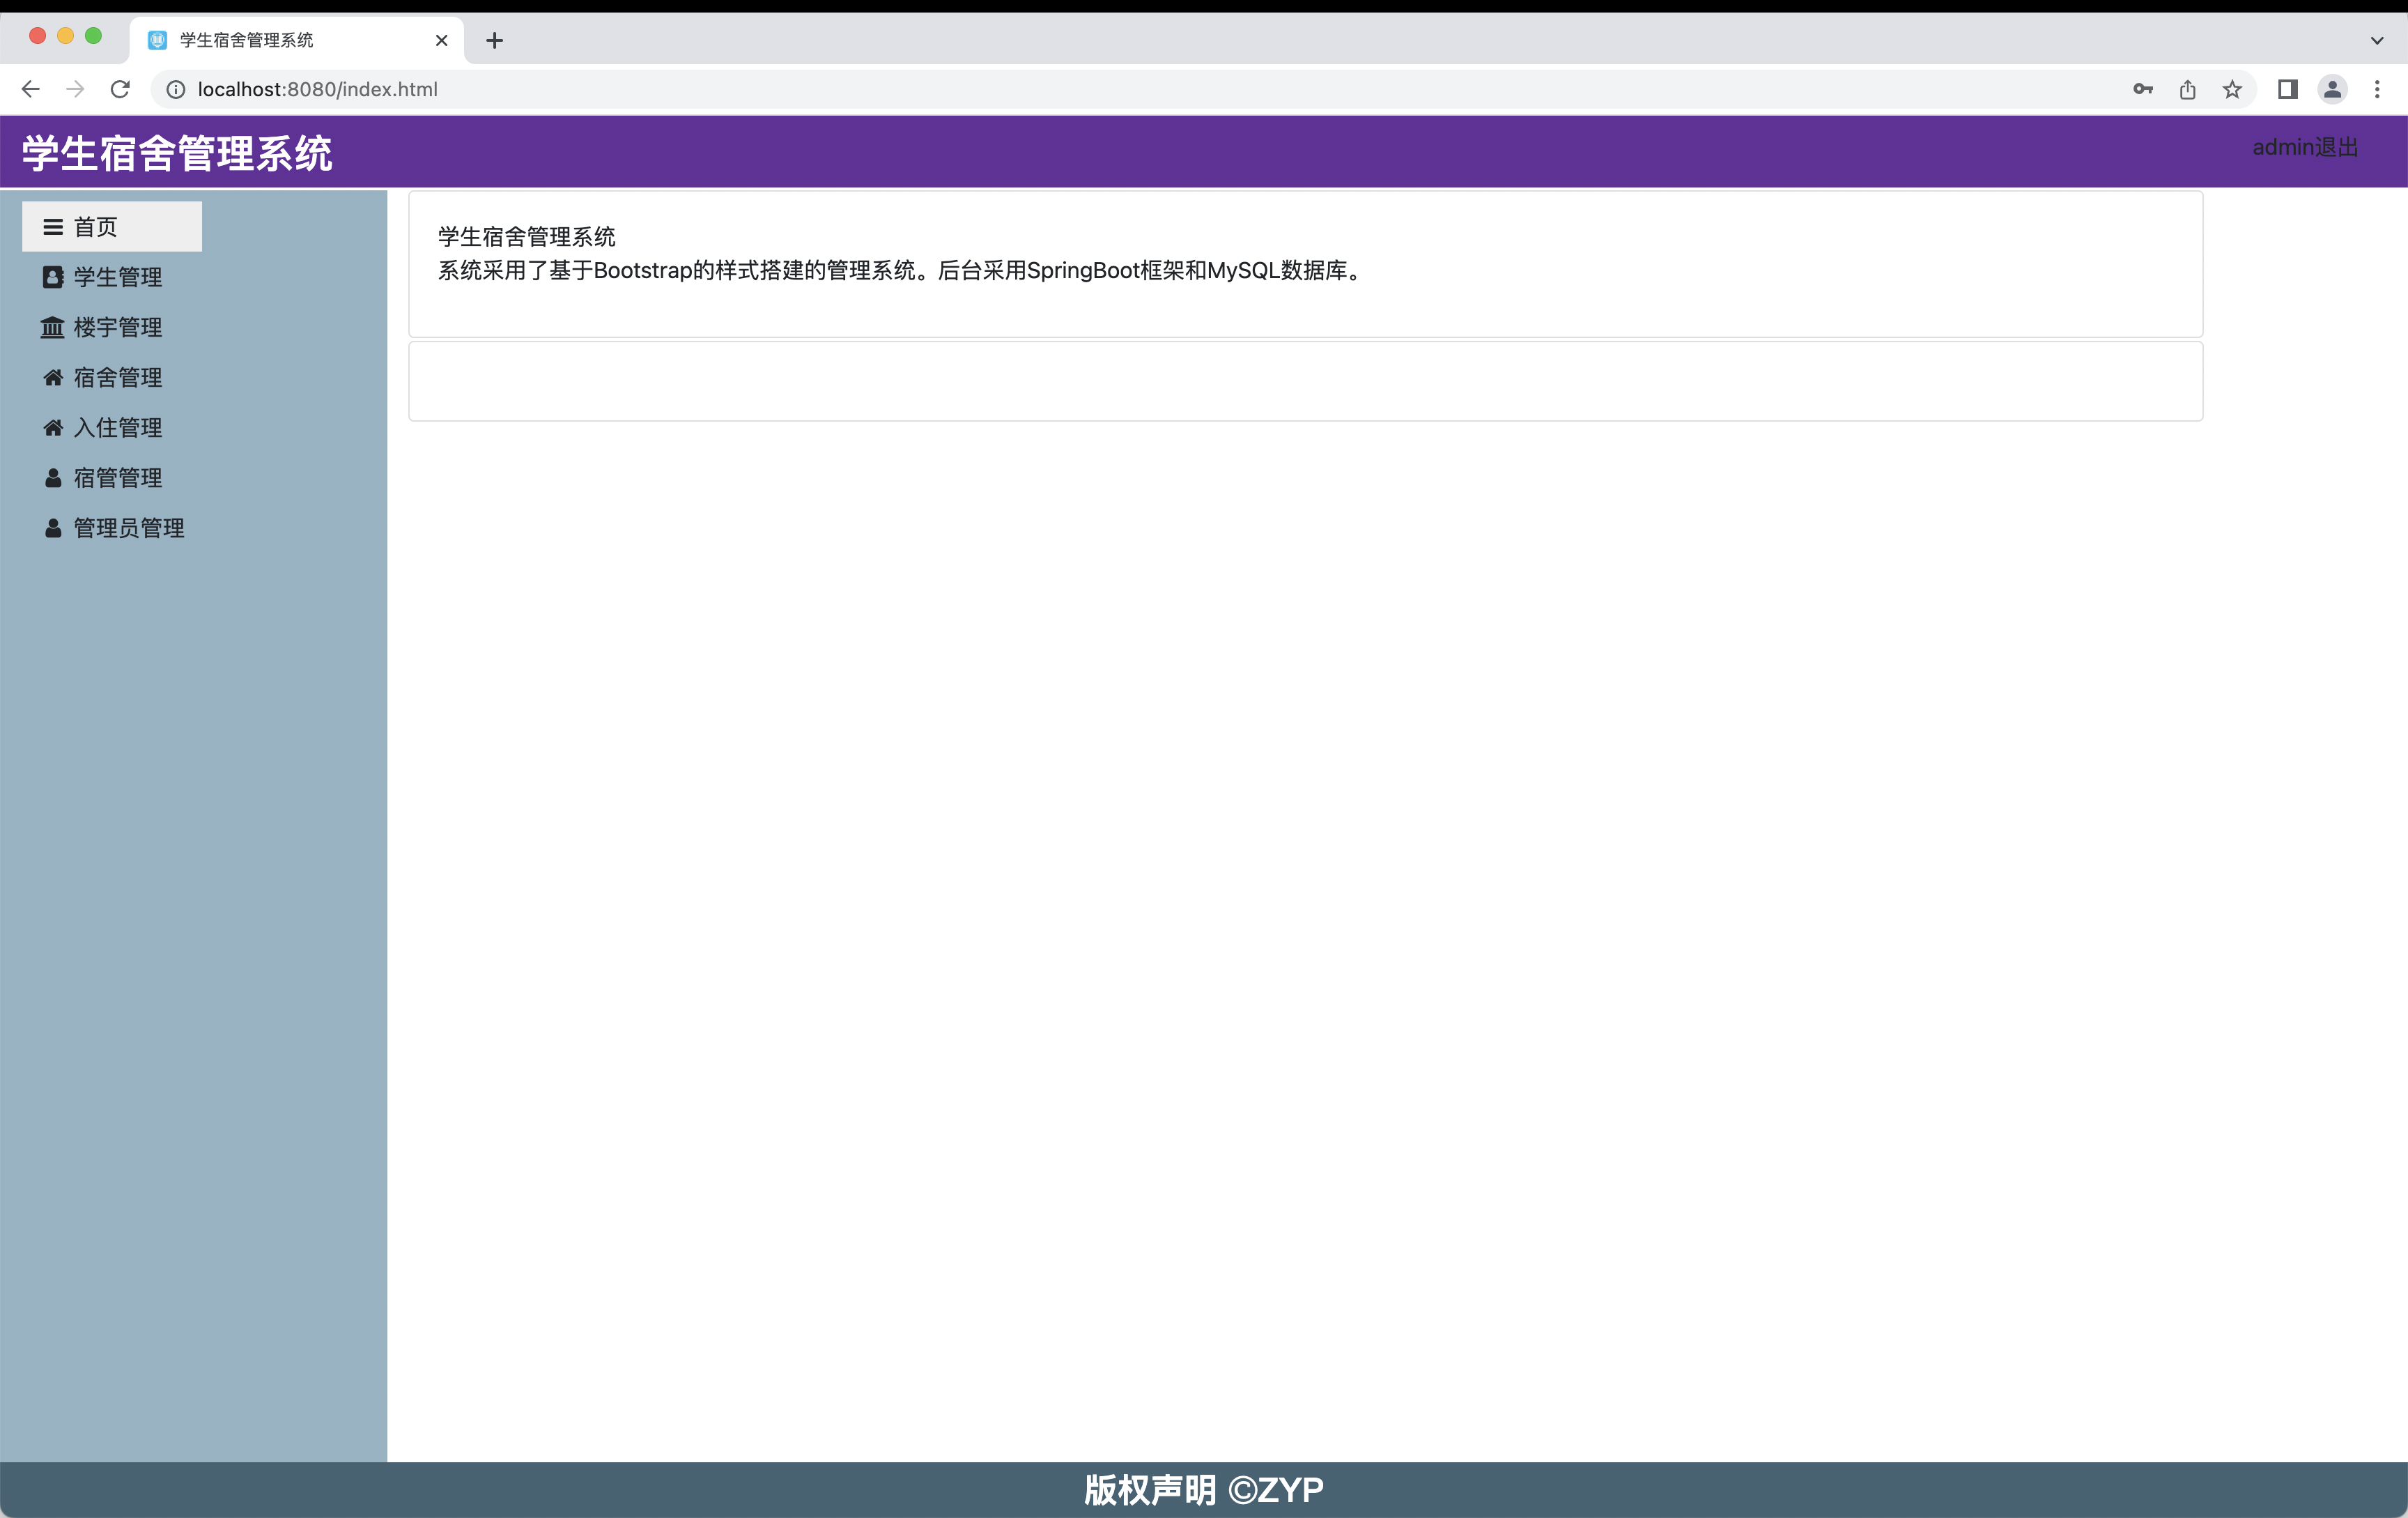 学生宿舍管理系统
localhost:8080/index.html
学生宿舍管理系统
admin退出
首页
学生管理
楼宇管理
宿舍管理
入住管理
宿管管理
管理员管理
学生宿舍管理系统
系统采用了基于Bootstrap的样式搭建的管理系统。后台采用SpringBoot框架和MySQL数据库。
版权声明 ©ZYP